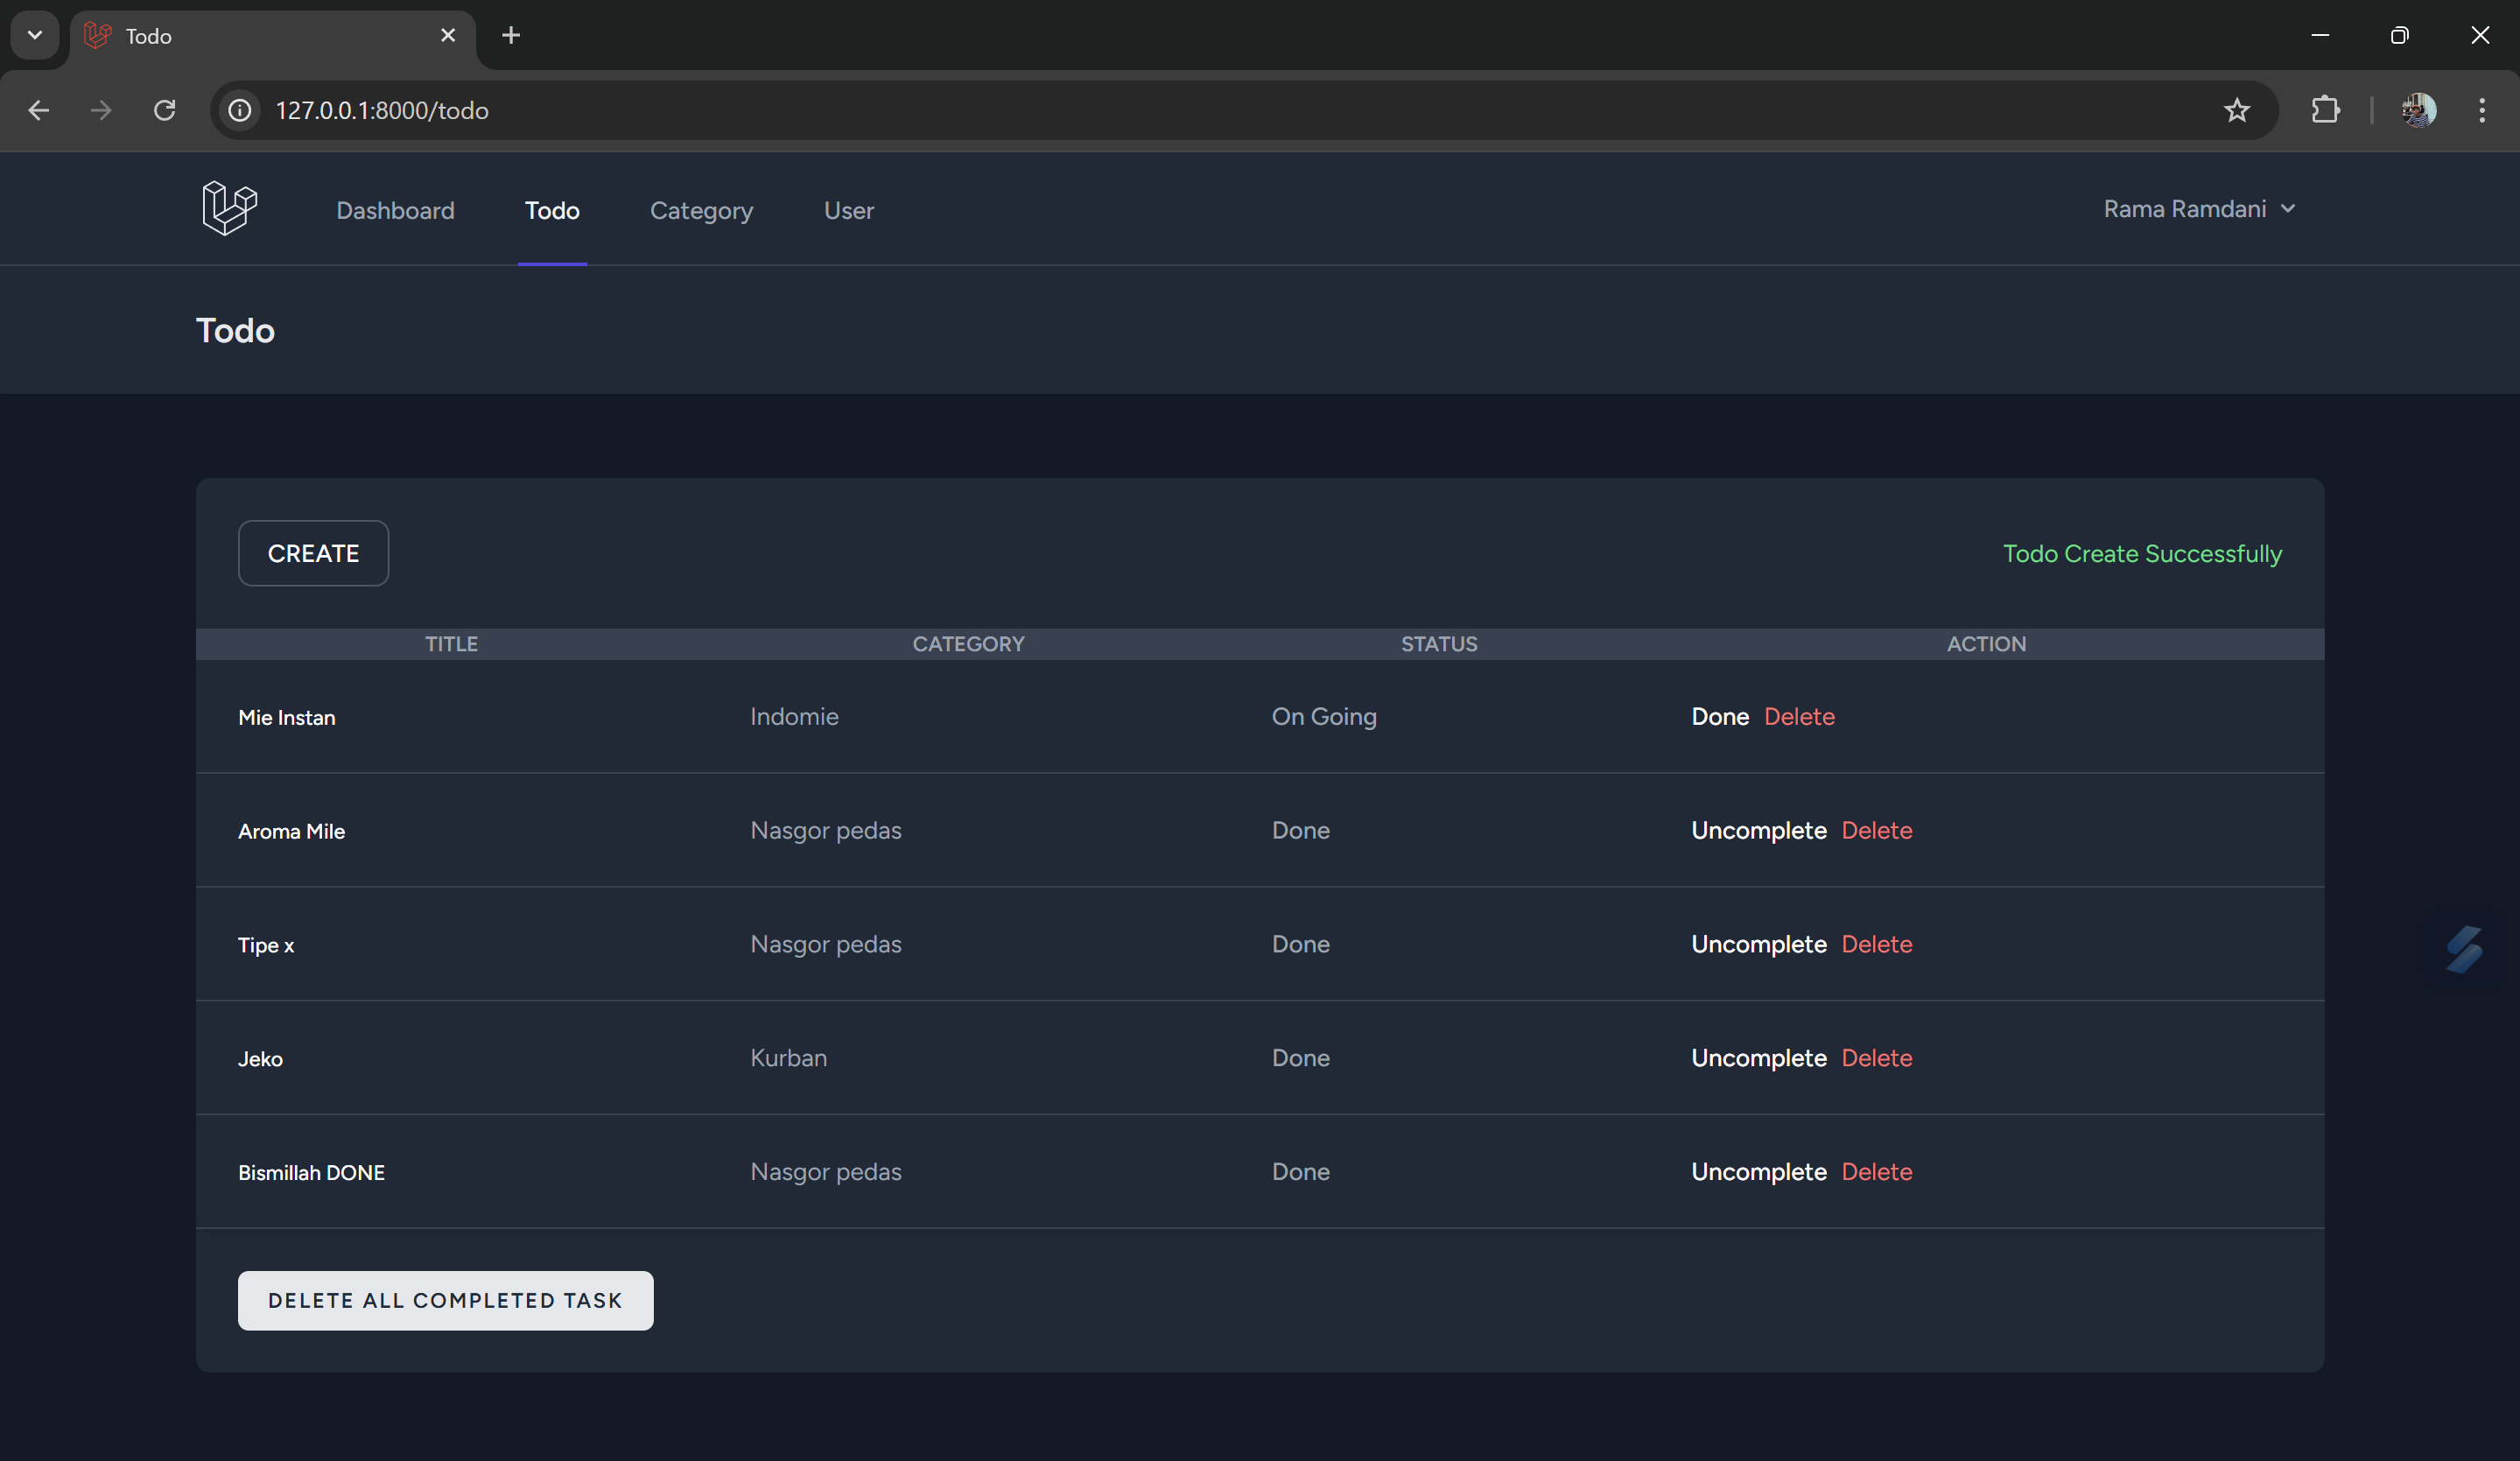 Todo
127.0.0.1:8000/todo
Dashboard Todo Category User Rama Ramdani
Todo
CREATE Todo Create Successfully
TITLE CATEGORY STATUS ACTION
Mie Instan Indomie On Going Done Delete
Aroma Mile Nasgor pedas Done Uncomplete Delete
Tipe x Nasgor pedas Done Uncomplete Delete
Jeko Kurban Done Uncomplete Delete
Bismillah DONE Nasgor pedas Done Uncomplete Delete
DELETE ALL COMPLETED TASK